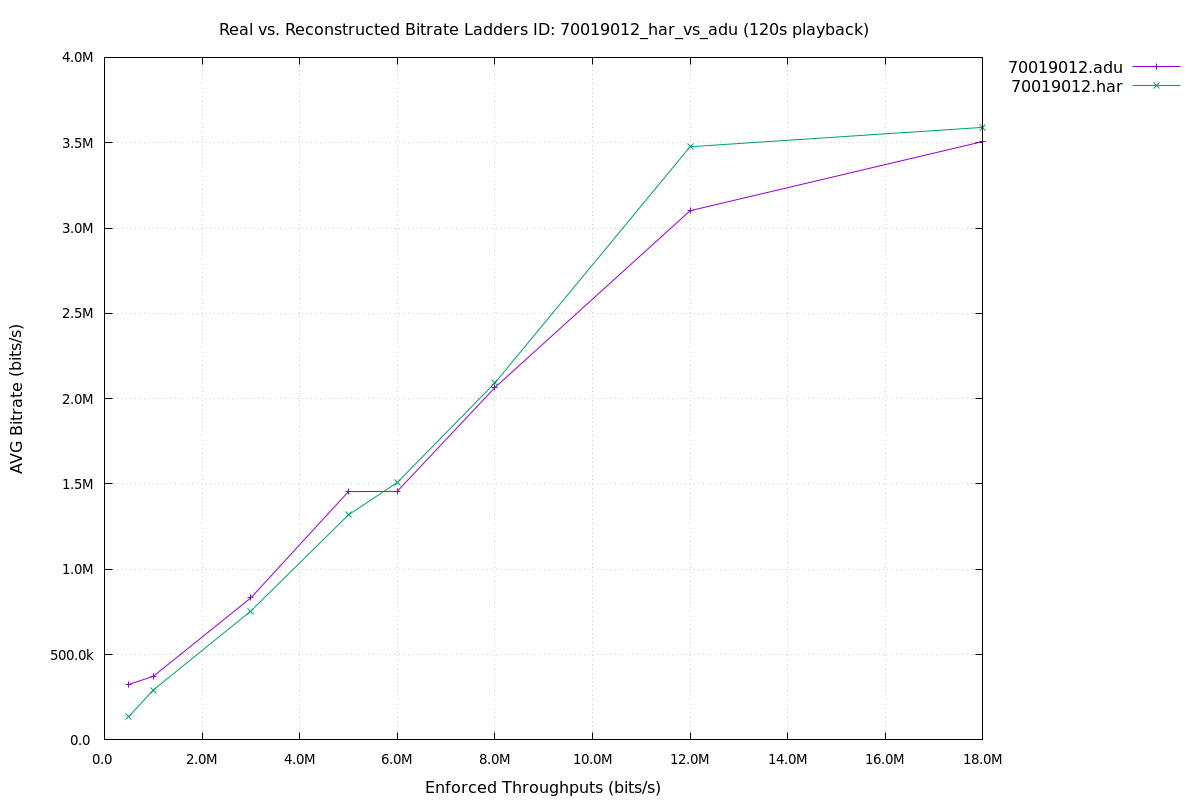 Real vs. Reconstructed Bitrate Ladders ID: 70019012_har_vs_adu (120s playback)
70019012.adu
70019012.har
4.0M
3.5M
3.0M
2.5M
2.0M
1.5M
1.0M
500.0k
0.0
AVG Bitrate (bits/s)
0.0 2.0M 4.0M 6.0M 8.0M 10.0M 12.0M 14.0M 16.0M 18.0M
Enforced Throughputs (bits/s)